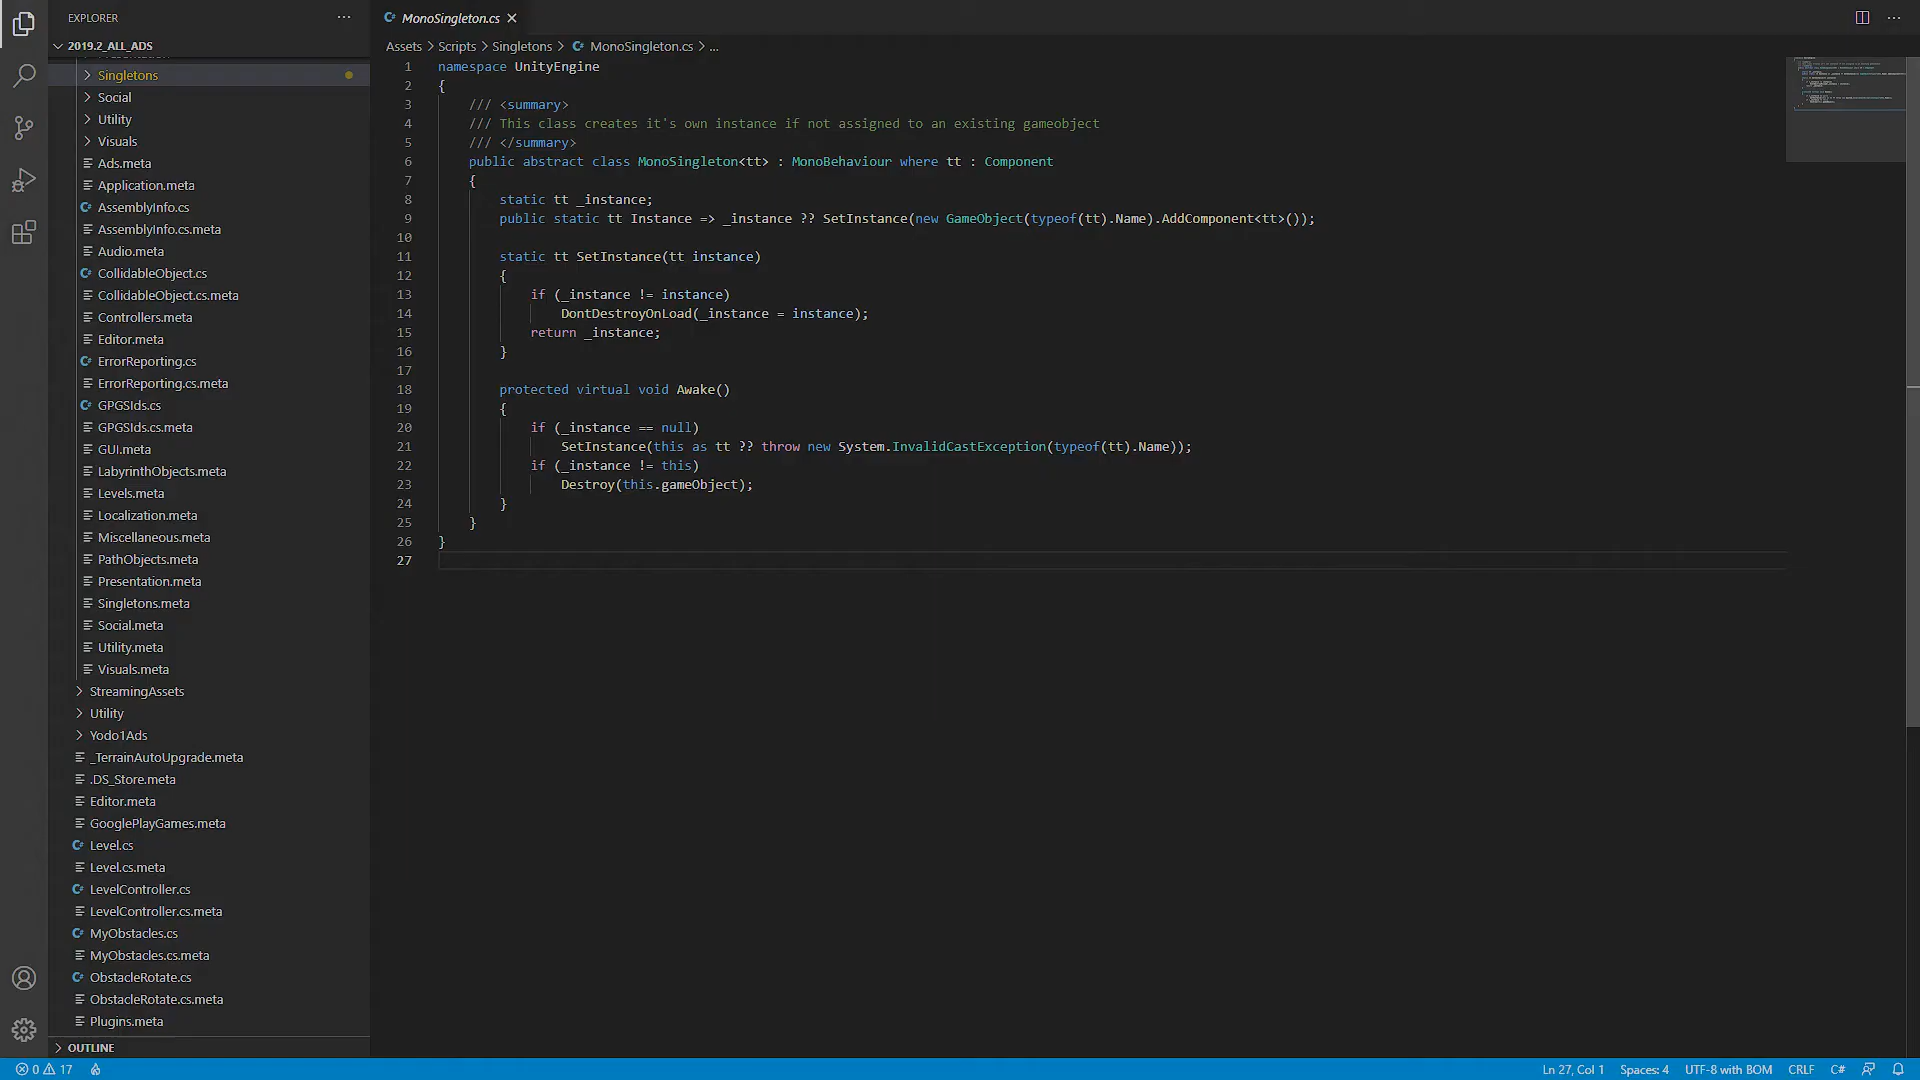 EXPLORER
2019.2_ALL_ADS
Singletons
Social
Utility
Visuals
Ads.meta
Application.meta
AssemblyInfo.cs
AssemblyInfo.cs.meta
Audio.meta
CollidableObject.cs
CollidableObject.cs.meta
Controllers.meta
Editor.meta
ErrorReporting.cs
ErrorReporting.cs.meta
GPGSIds.cs
GPGSIds.cs.meta
GUI.meta
LabyrinthObjects.meta
Levels.meta
Localization.meta
Miscellaneous.meta
PathObjects.meta
Presentation.meta
Singletons.meta
Social.meta
Utility.meta
Visuals.meta
StreamingAssets
Utility
Yodo1Ads
_TerrainAutoUpgrade.meta
.DS_Store.meta
Editor.meta
GooglePlayGames.meta
Level.cs
Level.cs.meta
LevelController.cs
LevelController.cs.meta
MyObstacles.cs
MyObstacles.cs.meta
ObstacleRotate.cs
ObstacleRotate.cs.meta
Plugins.meta
OUTLINE
MonoSingleton.cs
Assets > Scripts > Singletons > MonoSingleton.cs > ...
1 namespace UnityEngine
2 {
3 /// <summary>
4 /// This class creates it's own instance if not assigned to an existing gameobject
5 /// </summary>
6 public abstract class MonoSingleton<tt> : MonoBehaviour where tt : Component
7 {
8 static tt _instance;
9 public static tt Instance => _instance ?? SetInstance(new GameObject(typeof(tt).Name).AddComponent<tt>());
10
11 static tt SetInstance(tt instance)
12 {
13 if (_instance != instance)
14 DontDestroyOnLoad(_instance = instance);
15 return _instance;
16 }
17
18 protected virtual void Awake()
19 {
20 if (_instance == null)
21 SetInstance(this as tt ?? throw new System.InvalidCastException(typeof(tt).Name));
22 if (_instance != this)
23 Destroy(this.gameObject);
24 }
25 }
26 }
27
0 17
Ln 27, Col 1 Spaces: 4 UTF-8 with BOM CRLF C#